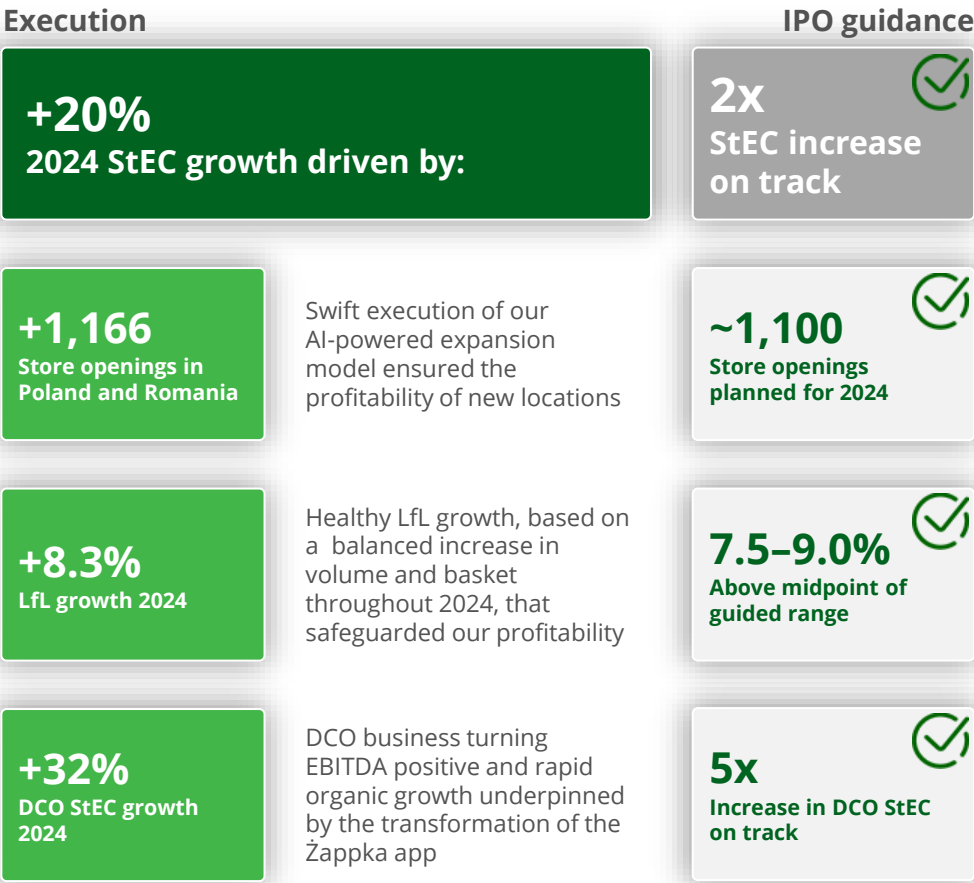 Execution
IPO guidance
+20%
2024 StEC growth driven by:
2x
StEC increase
on track
+1,166
Store openings in
Poland and Romania
Swift execution of our
AI-powered expansion
model ensured the
profitability of new locations
~1,100
Store openings
planned for 2024
+8.3%
LfL growth 2024
Healthy LfL growth, based on
a balanced increase in
volume and basket
throughout 2024, that
safeguarded our profitability
7.5–9.0%
Above midpoint of
guided range
+32%
DCO StEC growth
2024
DCO business turning
EBITDA positive and rapid
organic growth underpinned
by the transformation of the
Żappka app
5x
Increase in DCO StEC
on track